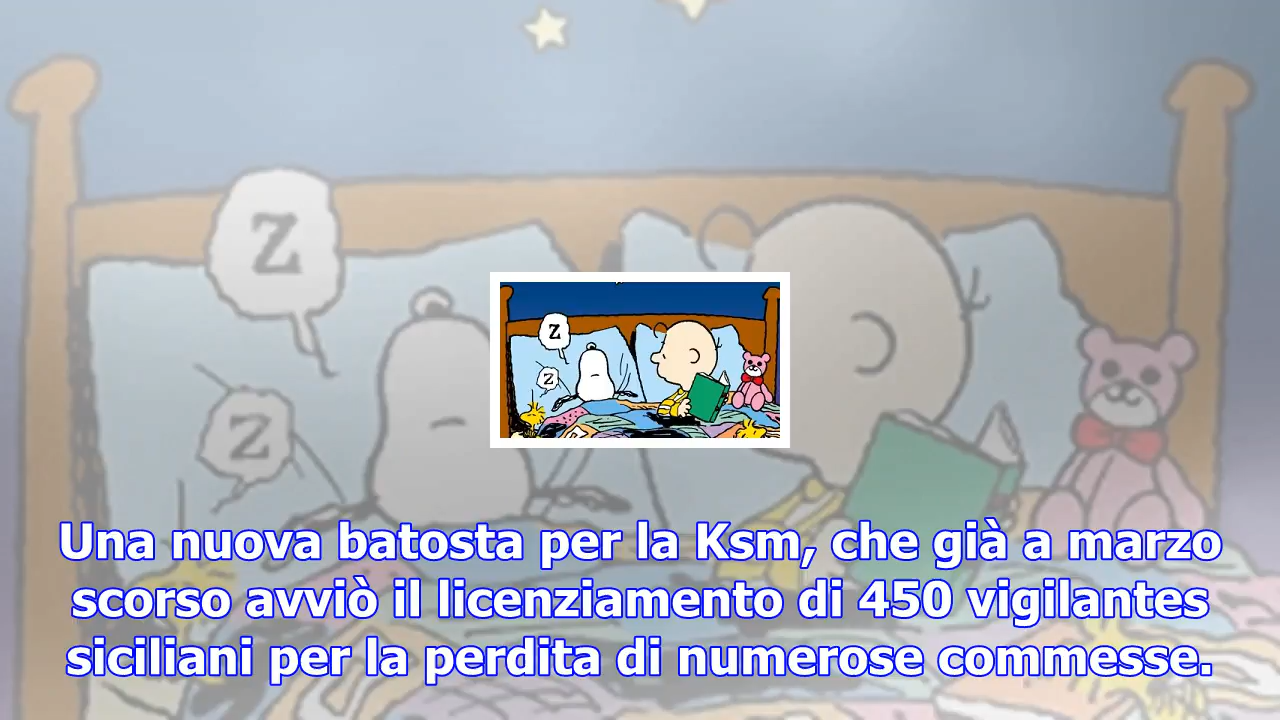 Z
Z
Z
Z
Una nuova batosta per la Ksm, che già a marzo
scorso avviò il licenziamento di 450 vigilantes
siciliani per la perdita di numerose commesse.